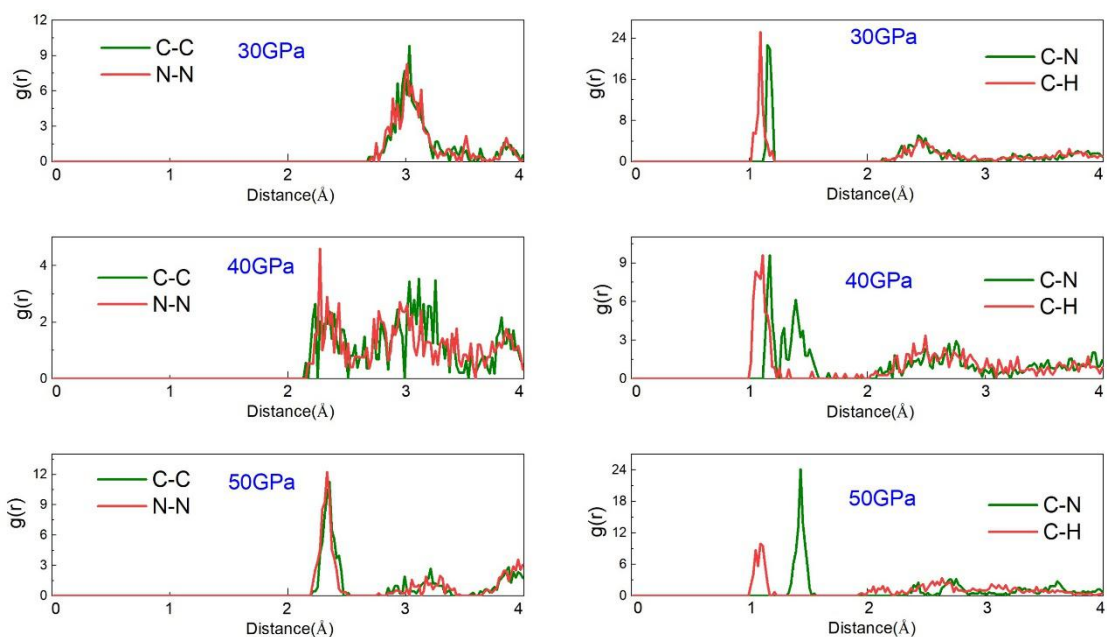 12
9
6
3
0
g(r)
C-C
N-N
30GPa
0 1 2 3 4
Distance(Å)
24
18
12
6
0
g(r)
30GPa
C-N
C-H
0 1 2 3 4
Distance(Å)
4
2
0
g(r)
C-C
N-N
40GPa
0 1 2 3 4
Distance(Å)
9
6
3
0
g(r)
40GPa
C-N
C-H
0 1 2 3 4
Distance(Å)
12
9
6
3
0
g(r)
C-C
N-N
50GPa
0 1 2 3 4
Distance(Å)
24
18
12
6
0
g(r)
50GPa
C-N
C-H
0 1 2 3 4
Distance(Å)